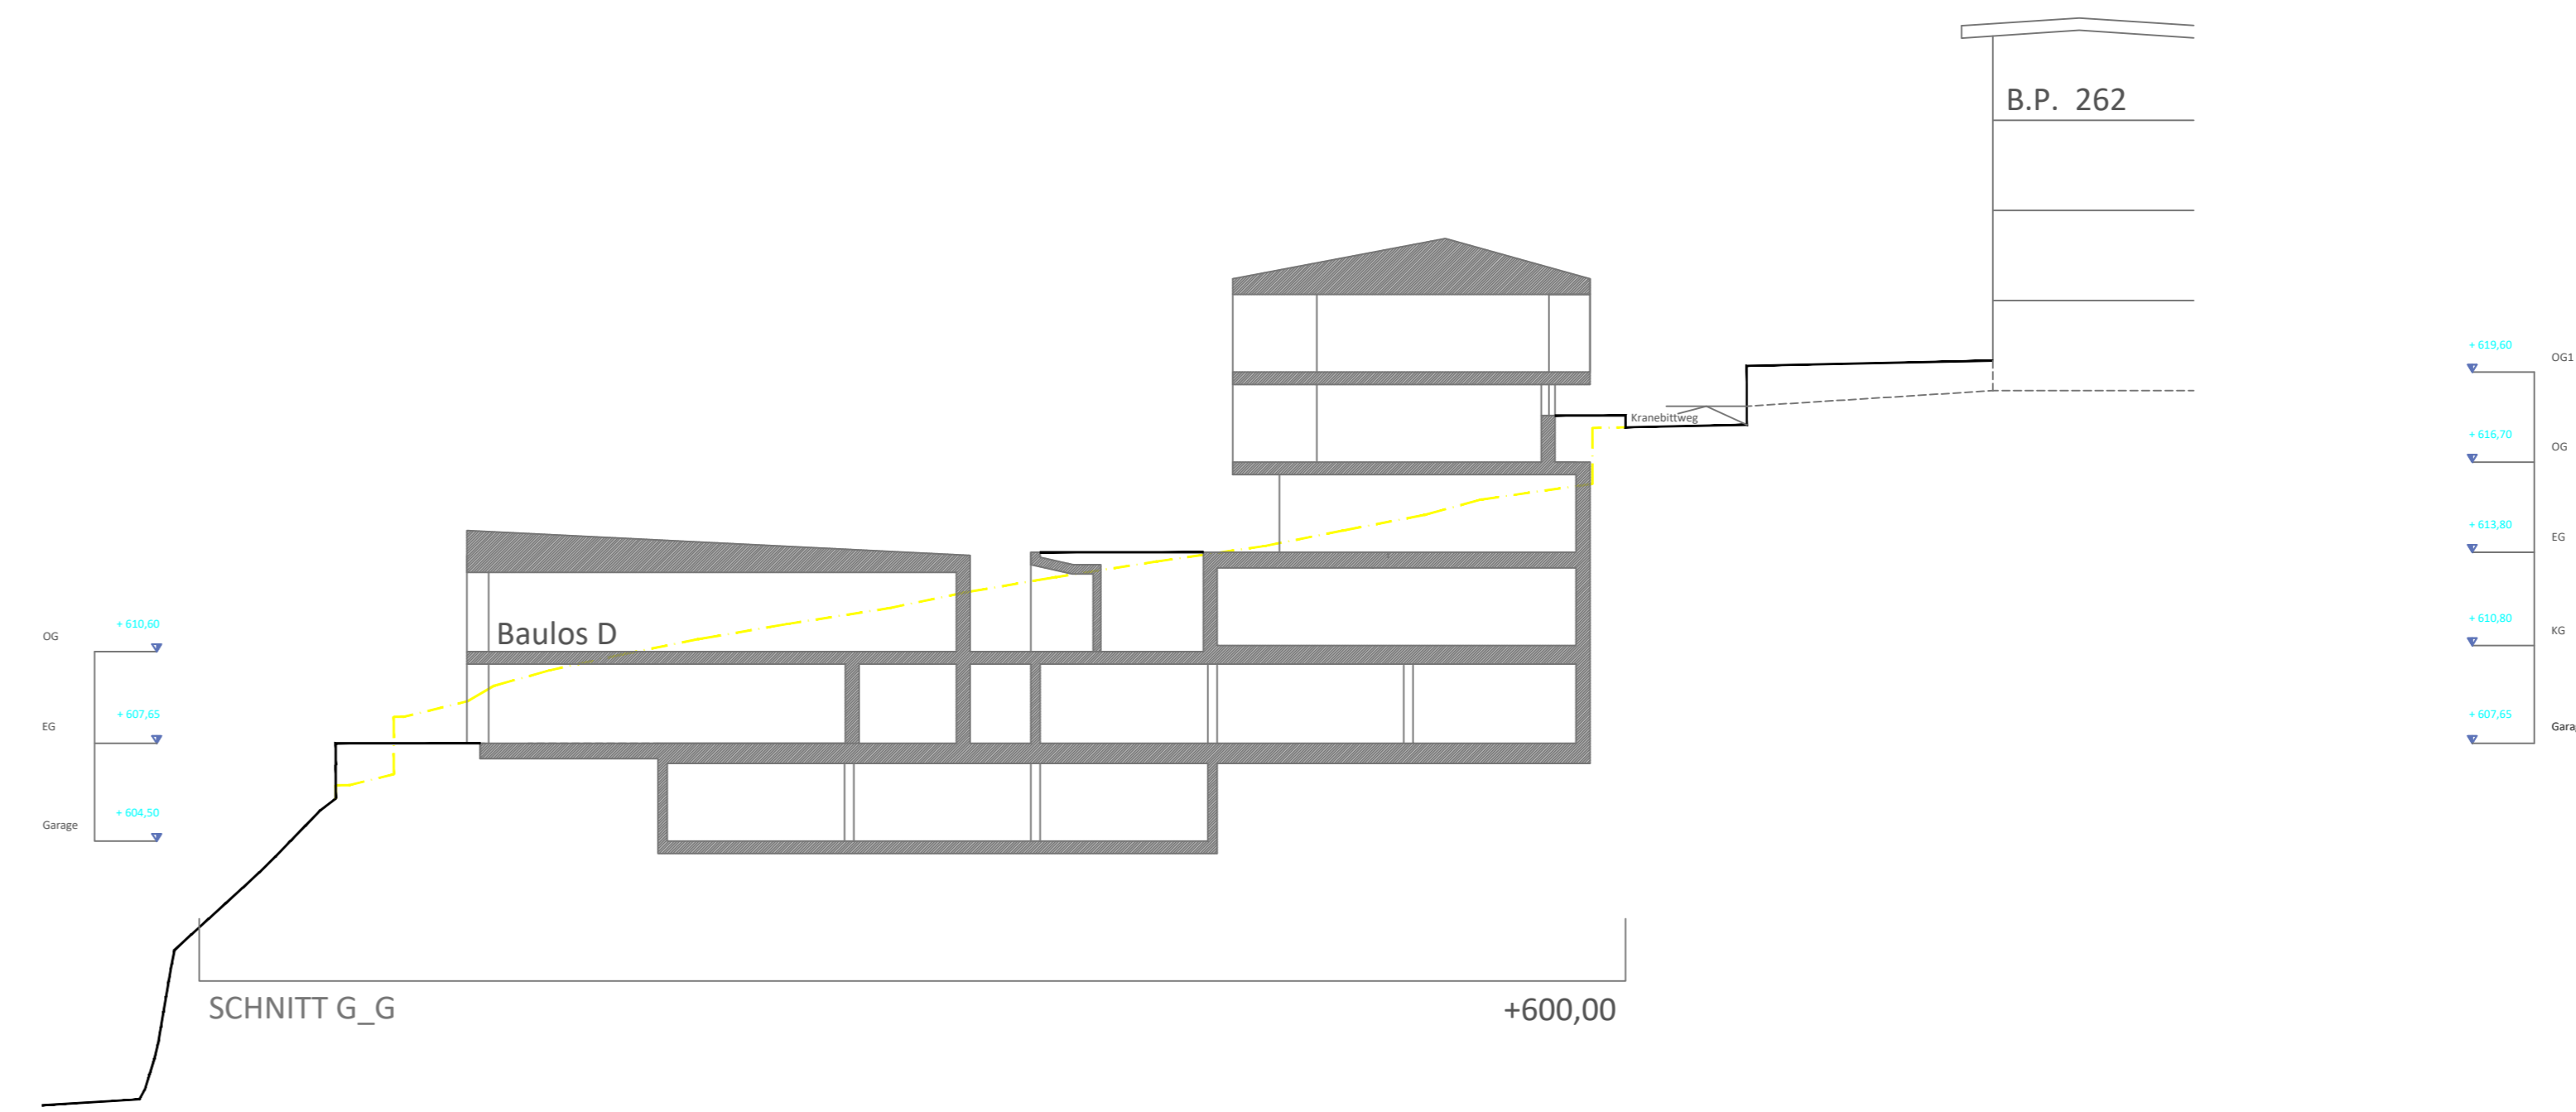 B.P. 262
+ 619,60
OG1
Kranebittweg
+ 616,70
OG
+ 613,80
EG
+ 610,60
OG
Baulos D
+ 610,80
KG
+ 607,65
EG
+ 607,65
Gara
+ 604,50
Garage
SCHNITT G_G
+600,00